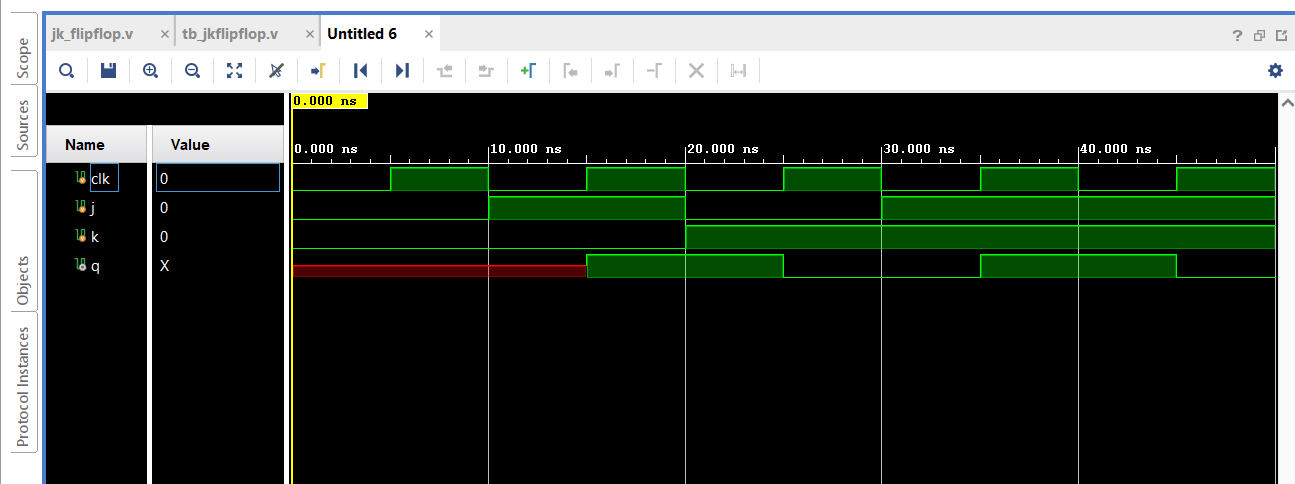 Scope
Sources
Objects
Protocol Instances
jk_flipflop.v × tb_jkflipflop.v × Untitled 6 ×
?
0.000 ns
Name Value
0.000 ns 10.000 ns 20.000 ns 30.000 ns 40.000 ns
clk 0
j 0
k 0
q X